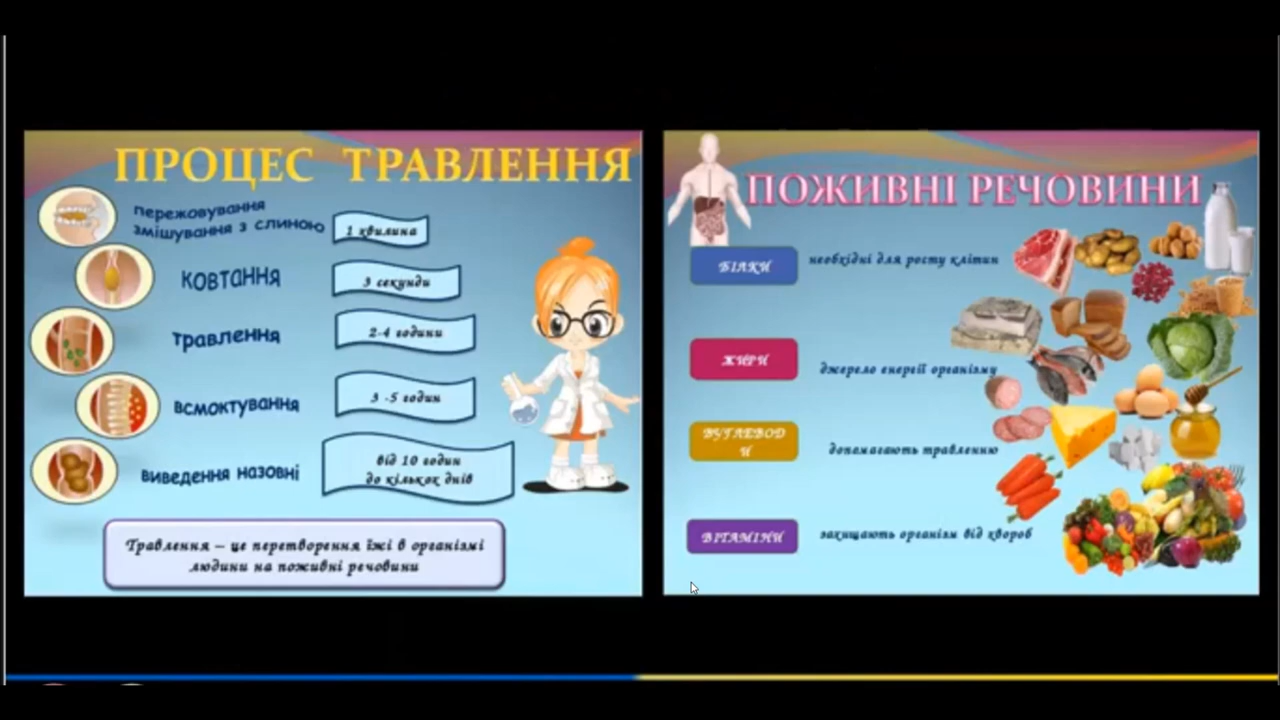 ПРОЦЕС ТРАВЛЕННЯ
пережовування
змішування з слиною
1 хвилина
ковтання
3 секунди
травлення
2-4 години
всмоктування
3 -5 годин
виведення назовні
від 10 годин
до кількох днів
Травлення – це перетворення їжі в організмі
людини на поживні речовини
ПОЖИВНІ РЕЧОВИНИ
БІЛКИ
необхідні для росту клітин
ЖИРИ
джерело енергії організму
ВУГЛЕВОД
И
допомагають травленню
ВІТАМІНИ
захищають організм від хвороб